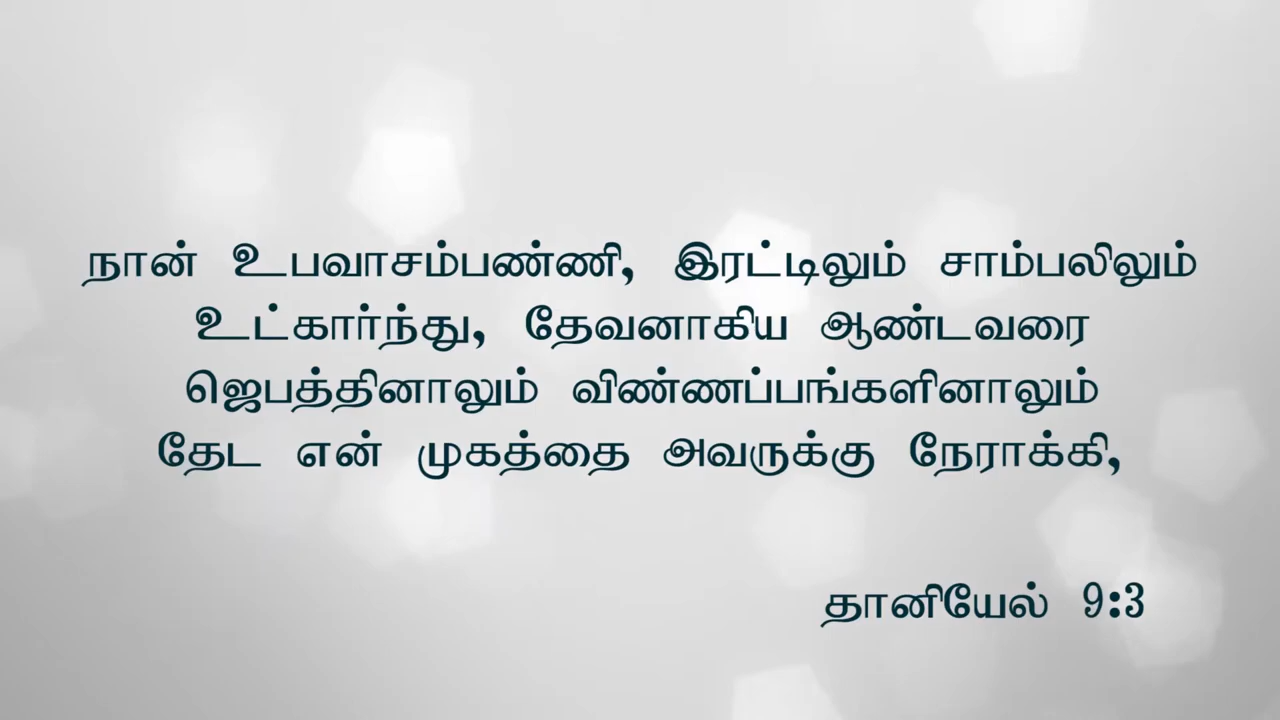 நான் உபவாசம்பண்ணி, இரட்டிலும் சாம்பலிலும்
உட்கார்ந்து, தேவனாகிய ஆண்டவரை
ஜெபத்தினாலும் விண்ணப்பங்களினாலும்
தேட என் முகத்தை அவருக்கு நேராக்கி,
தானியேல் 9:3